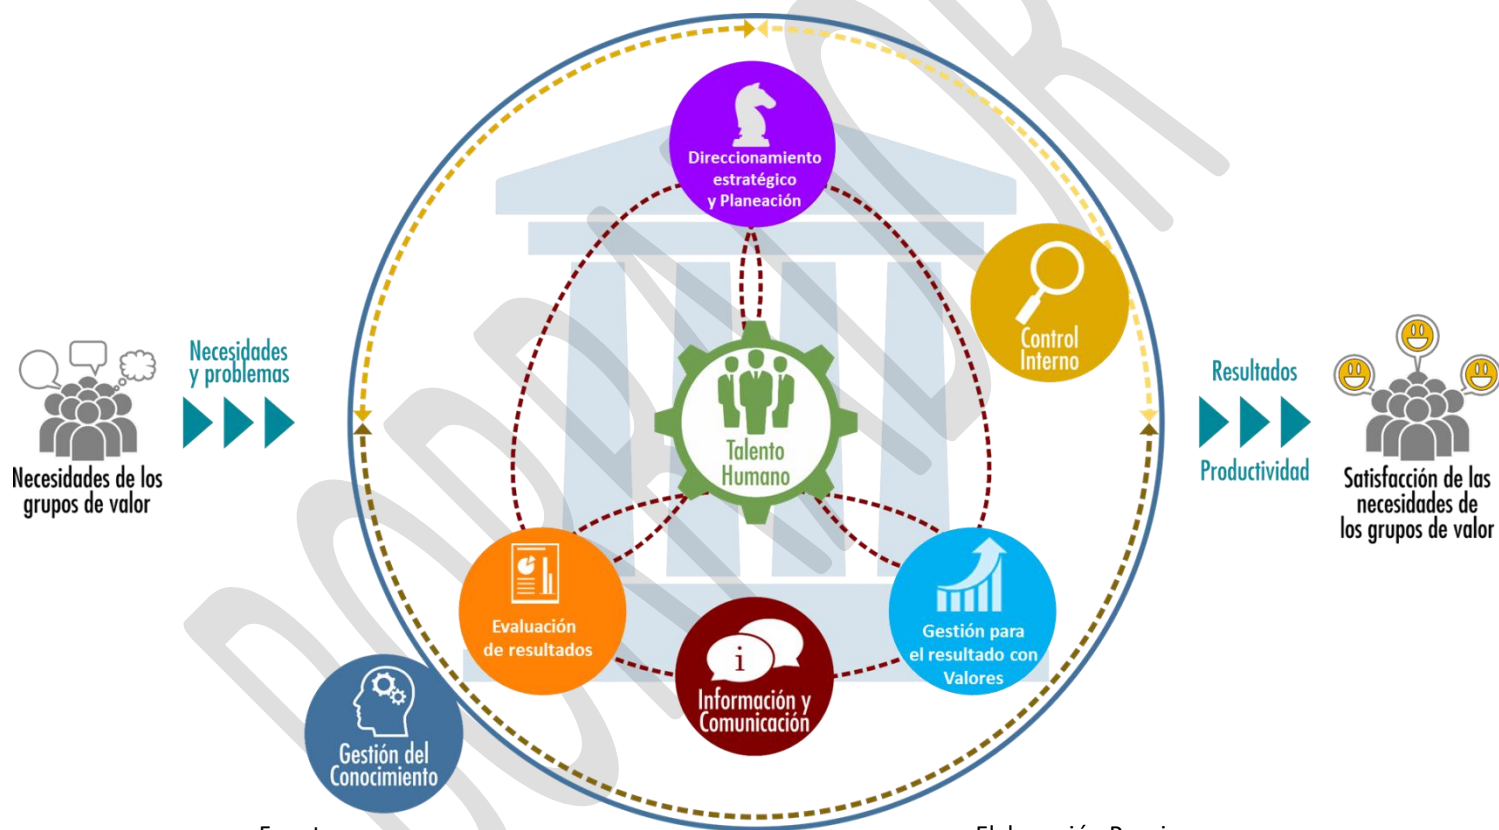 Direccionamiento
estratégico
y Planeación
Control
Interno
Necesidades
y problemas
Necesidades de los
grupos de valor
Talento
Humano
Resultados
Productividad
Satisfacción de las
necesidades de
los grupos de valor
Evaluación
de resultados
i
Información y
Comunicación
Gestión para
el resultado con
Valores
Gestión del
Conocimiento
BORRADOR